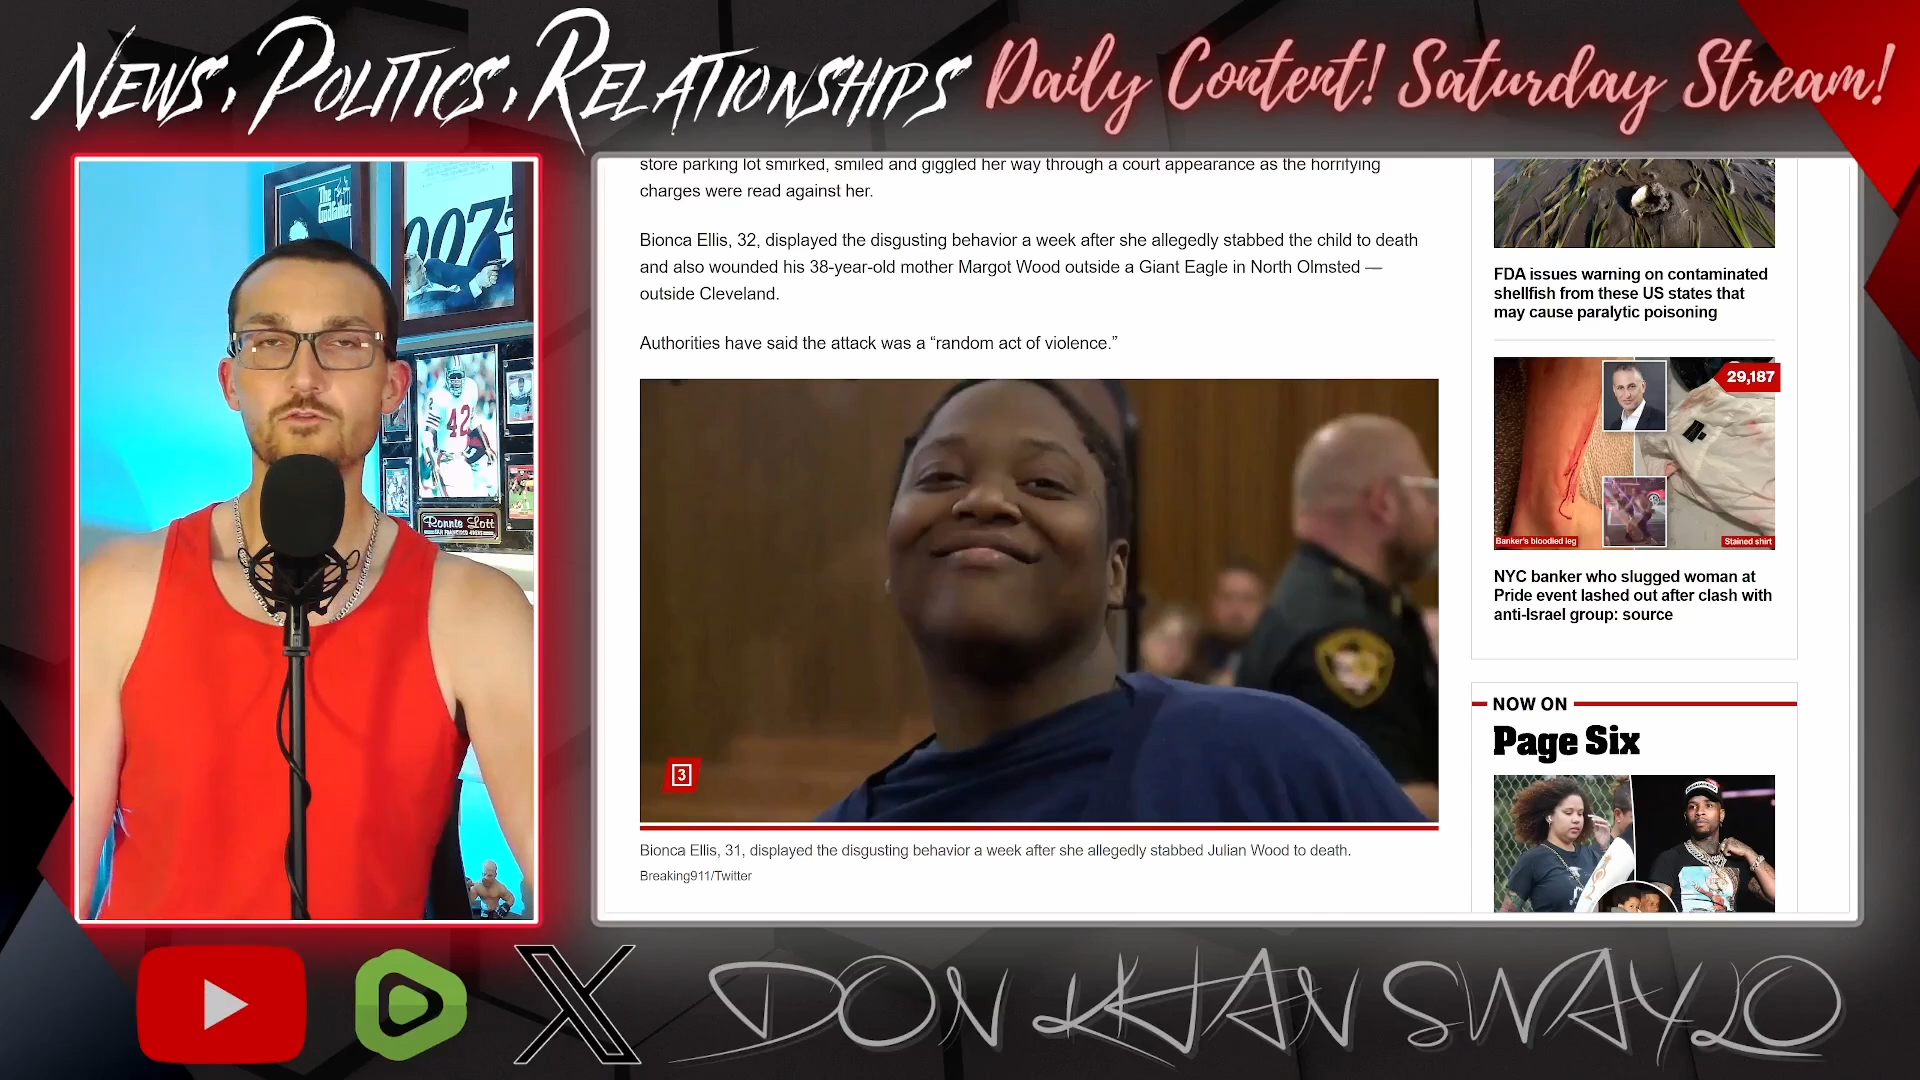 News, Politics, Relationships
Daily Content! Saturday Stream!
The
Godfather
007
42
Ronnie Lott
SAN FRANCISCO 49ERS
store parking lot smirked, smiled and giggled her way through a court appearance as the horrifying
charges were read against her.
Bionca Ellis, 32, displayed the disgusting behavior a week after she allegedly stabbed the child to death
and also wounded his 38-year-old mother Margot Wood outside a Giant Eagle in North Olmsted —
outside Cleveland.
Authorities have said the attack was a “random act of violence.”
3
Bionca Ellis, 31, displayed the disgusting behavior a week after she allegedly stabbed Julian Wood to death.
Breaking911/Twitter
FDA issues warning on contaminated
shellfish from these US states that
may cause paralytic poisoning
29,187
Banker's bloodied leg
Stained shirt
NYC banker who slugged woman at
Pride event lashed out after clash with
anti-Israel group: source
NOW ON
Page Six
X
DON KHAN SWAYLO